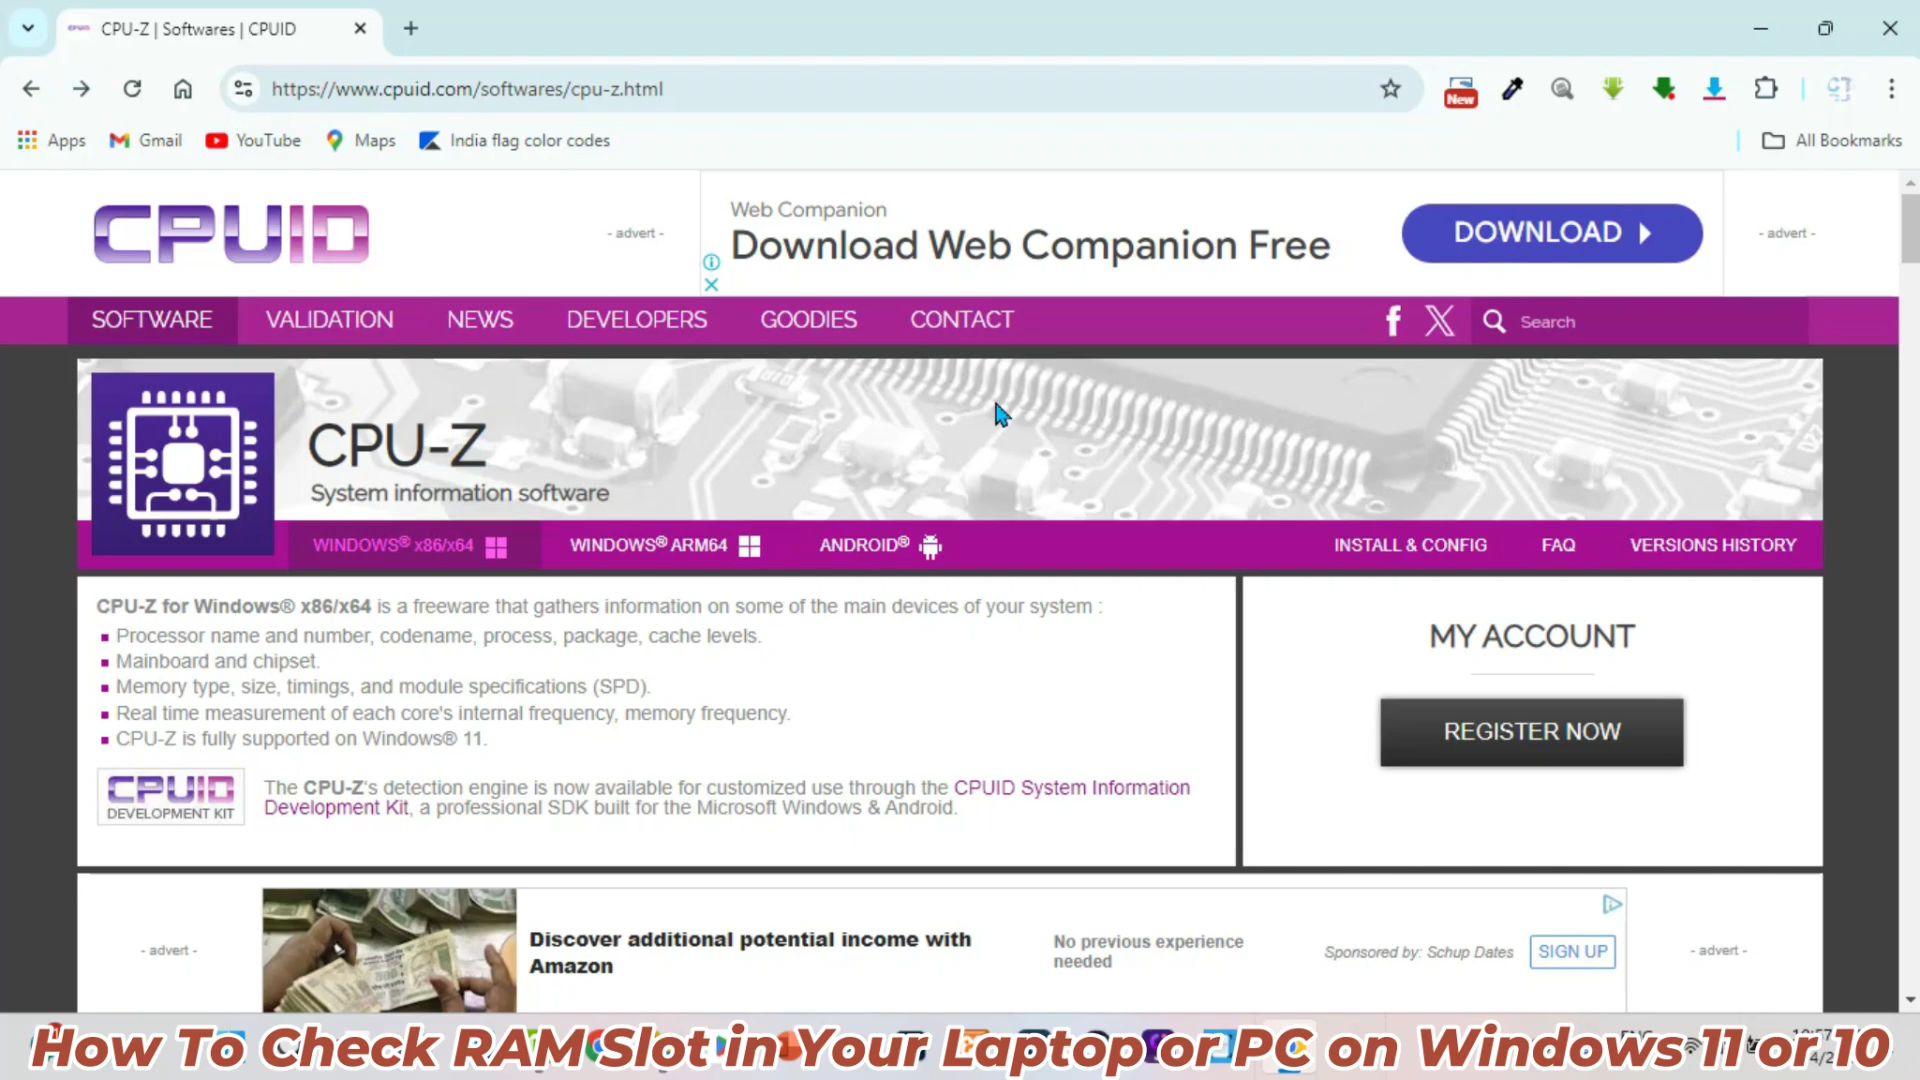 CPUID CPU-Z | Softwares | CPUID
https://www.cpuid.com/softwares/cpu-z.html
New
Apps Gmail YouTube Maps India flag color codes All Bookmarks
CPUID
- advert -
Web Companion
Download Web Companion Free
DOWNLOAD
- advert -
SOFTWARE VALIDATION NEWS DEVELOPERS GOODIES CONTACT Search
CPU-Z
System information software
WINDOWS® x86/x64 WINDOWS® ARM64 ANDROID® INSTALL & CONFIG FAQ VERSIONS HISTORY
CPU-Z for Windows® x86/x64 is a freeware that gathers information on some of the main devices of your system :
Processor name and number, codename, process, package, cache levels.
Mainboard and chipset.
Memory type, size, timings, and module specifications (SPD).
Real time measurement of each core's internal frequency, memory frequency.
CPU-Z is fully supported on Windows® 11.
CPUID
DEVELOPMENT KIT
The CPU-Z's detection engine is now available for customized use through the CPUID System Information
Development Kit, a professional SDK built for the Microsoft Windows & Android.
MY ACCOUNT
REGISTER NOW
- advert -
Discover additional potential income with
Amazon
No previous experience
needed
Sponsored by: Schup Dates
SIGN UP
- advert -
How To Check RAM Slot in Your Laptop or PC on Windows 11 or 10